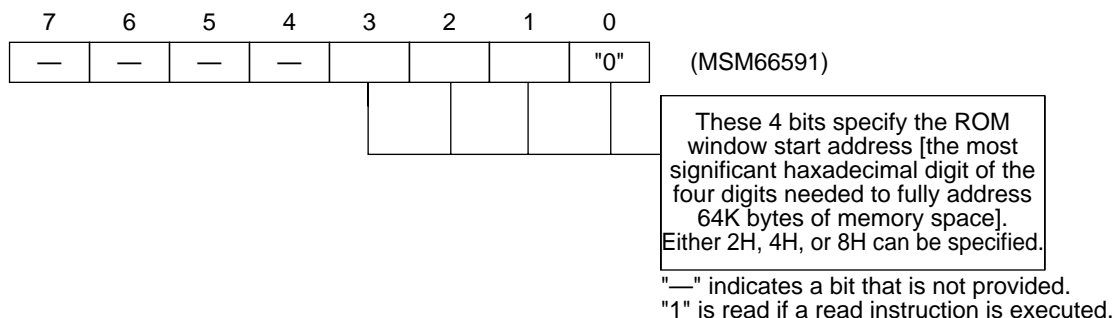 7 6 5 4 3 2 1 0
— — — — "0" (MSM66591)
These 4 bits specify the ROM
window start address [the most
significant haxadecimal digit of the
four digits needed to fully address
64K bytes of memory space].
Either 2H, 4H, or 8H can be specified.
"—" indicates a bit that is not provided.
"1" is read if a read instruction is executed.